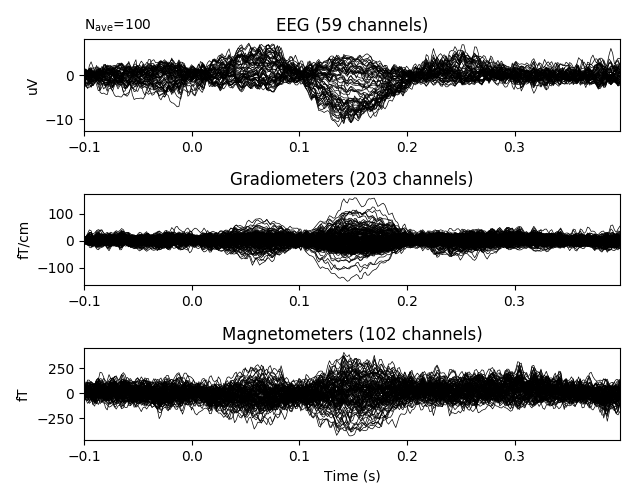 N_ave=100
EEG (59 channels)
uV
0
−10
−0.1 0.0 0.1 0.2 0.3
Gradiometers (203 channels)
fT/cm
100
0
−100
−0.1 0.0 0.1 0.2 0.3
Magnetometers (102 channels)
fT
250
0
−250
−0.1 0.0 0.1 0.2 0.3
Time (s)